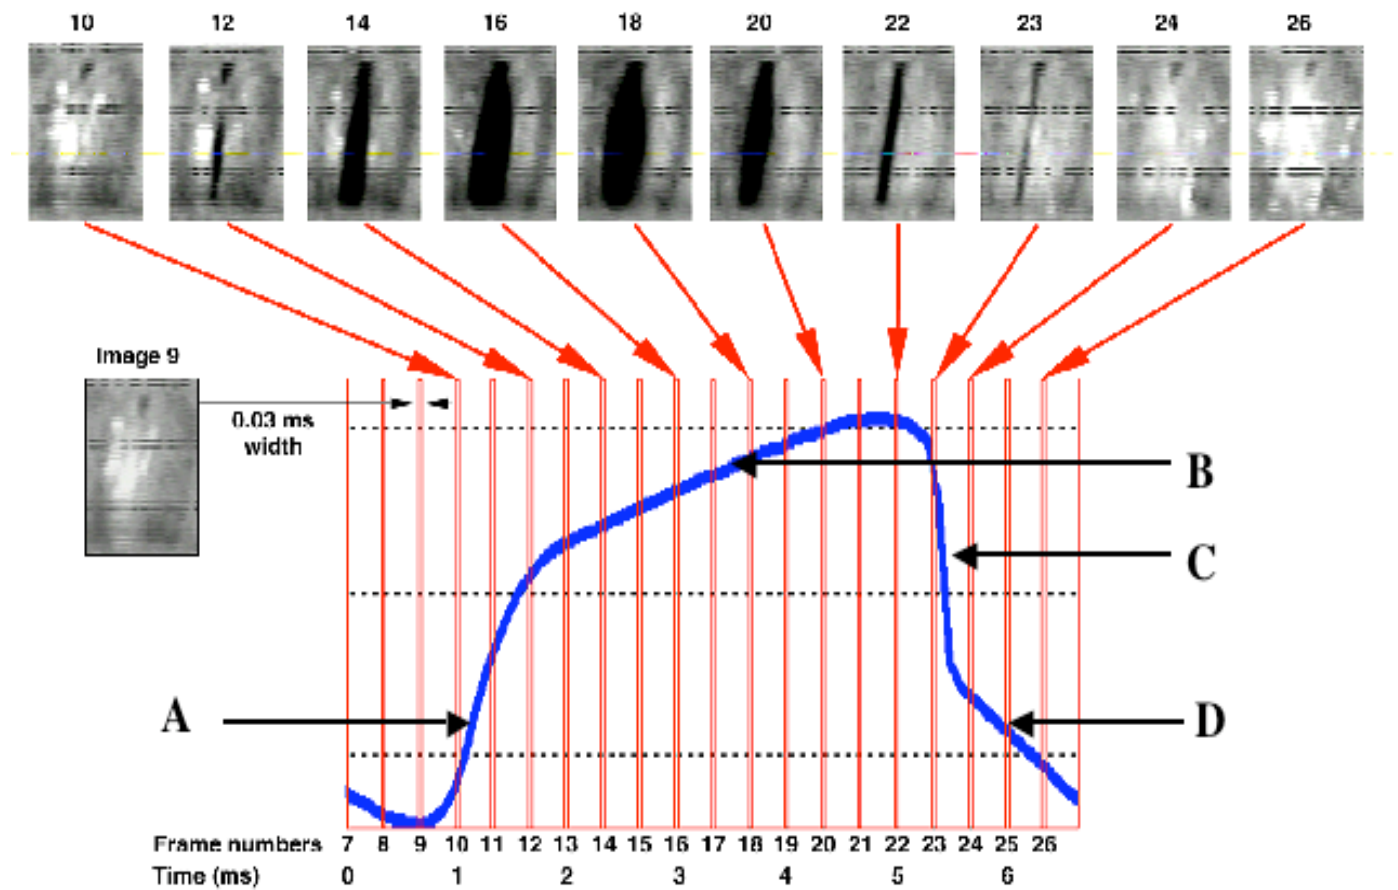 10 12 14 16 18 20 22 23 24 26
Image 9
0.03 ms
width
B
C
A
D
Frame numbers 7 8 9 10 11 12 13 14 15 16 17 18 19 20 21 22 23 24 25 26
Time (ms) 0 1 2 3 4 5 6